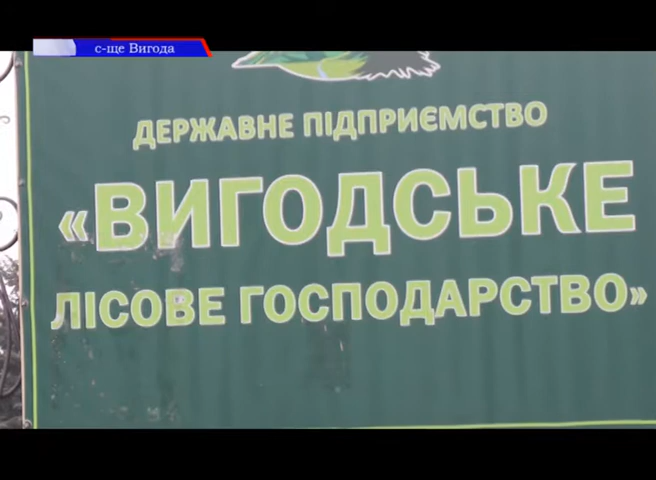 с-ще Вигода
ДЕРЖАВНЕ ПІДПРИЄМСТВО
«ВИГОДСЬКЕ
ЛІСОВЕ ГОСПОДАРСТВО»